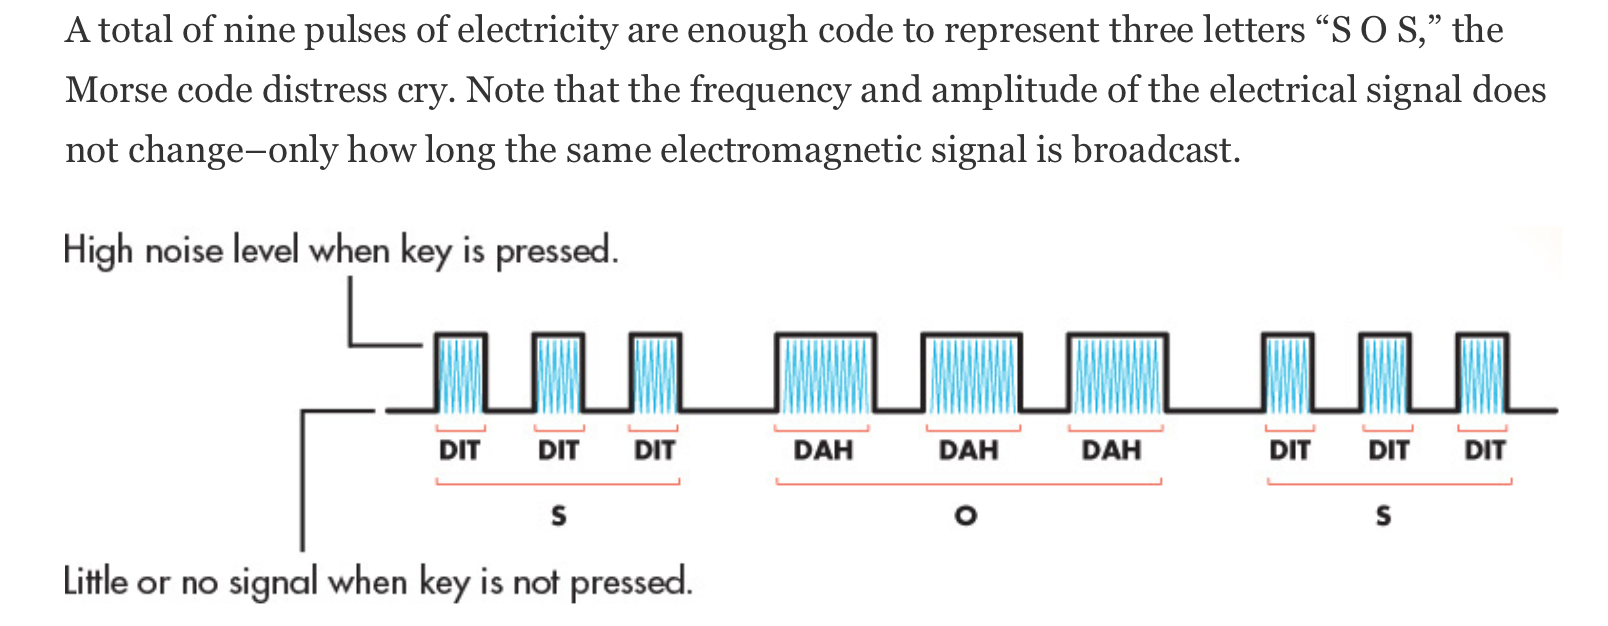 A total of nine pulses of electricity are enough code to represent three letters “S O S,” the
Morse code distress cry. Note that the frequency and amplitude of the electrical signal does
not change–only how long the same electromagnetic signal is broadcast.
High noise level when key is pressed.
DIT DIT DIT DAH DAH DAH DIT DIT DIT
S O S
Little or no signal when key is not pressed.